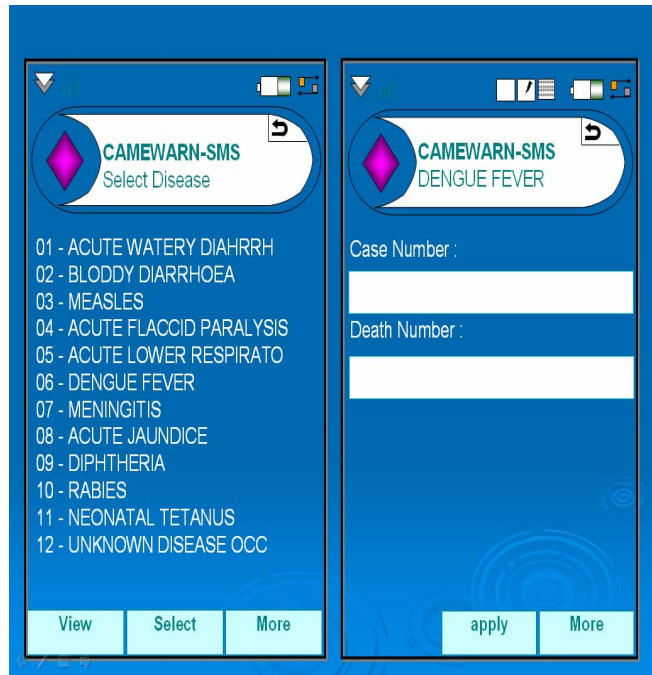 CAMEWARN-SMS
Select Disease
01 - ACUTE WATERY DIAHRRH
02 - BLODDY DIARRHOEA
03 - MEASLES
04 - ACUTE FLACCID PARALYSIS
05 - ACUTE LOWER RESPIRATO
06 - DENGUE FEVER
07 - MENINGITIS
08 - ACUTE JAUNDICE
09 - DIPHTHERIA
10 - RABIES
11 - NEONATAL TETANUS
12 - UNKNOWN DISEASE OCC
View Select More
CAMEWARN-SMS
DENGUE FEVER
Case Number :
Death Number :
apply More